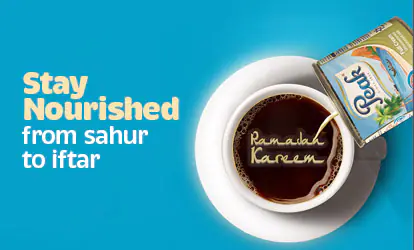 Stay
Nourished
from sahur
to iftar
Ramadan
Kareem
Peak